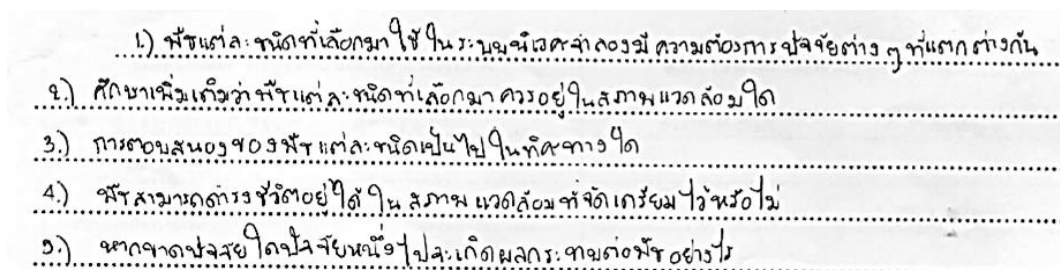 1.) พืชแต่ละชนิดที่เลือกมาใช้ในระบบนิเวศจำลองมีความต้องการปัจจัยต่าง ๆ ที่แตกต่างกัน
2.) ศึกษาเพิ่มเติมว่าพืชแต่ละชนิดที่เลือกมาควรอยู่ในสภาพแวดล้อมใด
3.) การตอบสนองของพืชแต่ละชนิดเป็นไปในทิศทางใด
4.) พืชสามารถดำรงชีวิตอยู่ได้ในสภาพแวดล้อมที่จัดเตรียมไว้หรือไม่
5.) หากขาดปัจจัยใดปัจจัยหนึ่งไปจะเกิดผลกระทบต่อพืชอย่างไร